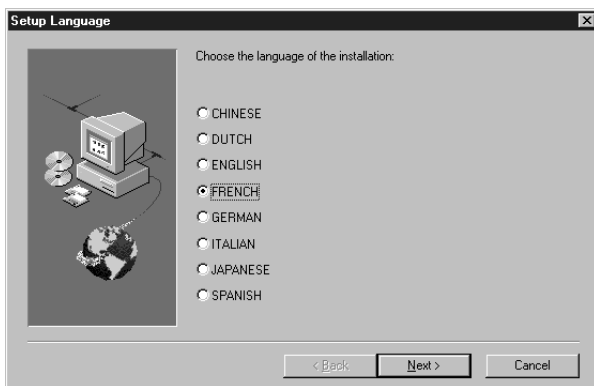 Setup Language
Choose the language of the installation:
CHINESE
DUTCH
ENGLISH
FRENCH
GERMAN
ITALIAN
JAPANESE
SPANISH
< Back Next > Cancel